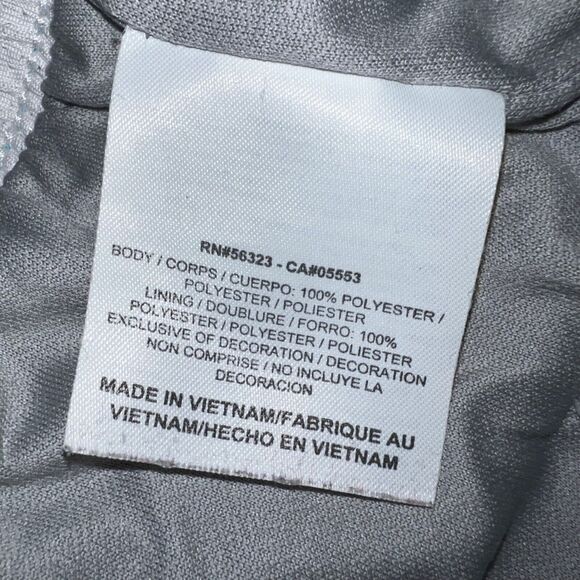 RN#56323 - CA#05553
BODY / CORPS / CUERPO: 100% POLYESTER /
POLYESTER / POLIESTER
LINING / DOUBLURE / FORRO: 100%
POLYESTER / POLYESTER / POLIESTER
EXCLUSIVE OF DECORATION / DECORATION
NON COMPRISE / NO INCLUYE LA
DECORACION
MADE IN VIETNAM/FABRIQUE AU
VIETNAM/HECHO EN VIETNAM